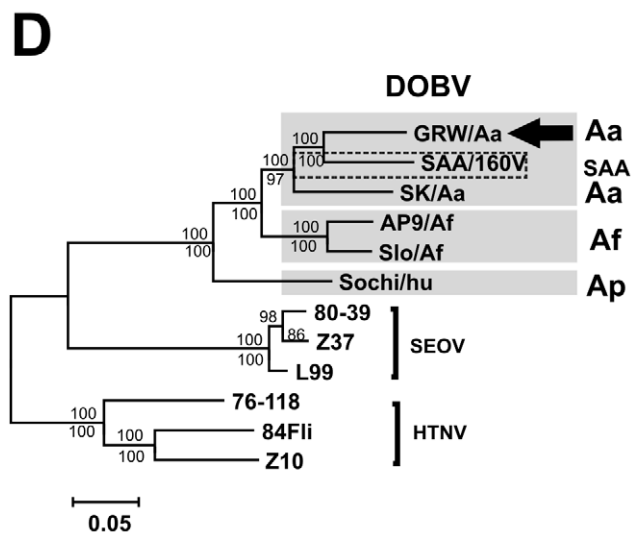 D
DOBV
100
100
GRW/Aa
Aa
SAA/160V
SAA
100
97
SK/Aa
Aa
100
100
AP9/Af
100
100
Slo/Af
Af
100
100
Sochi/hu
Ap
98
80-39
86
Z37
SEOV
100
100
L99
76-118
100
100
84Fli
HTNV
100
100
Z10
0.05